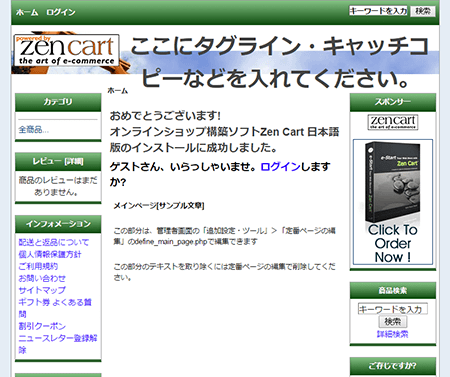 ホーム ログイン
キーワードを入力 検索
powered by
zen cart
the art of e-commerce
ここにタグライン・キャッチコ
ピーなどを入れてください。
カテゴリ
全商品...
レビュー [詳細]
商品のレビューはまだ
ありません。
インフォメーション
配送と返品について
個人情報保護方針
ご利用規約
お問い合わせ
サイトマップ
ギフト券 よくある質
問
割引クーポン
ニュースレター登録解
除
ホーム
おめでとうございます!
オンラインショップ構築ソフトZen Cart 日本語
版のインストールに成功しました。
ゲストさん、いらっしゃいませ。ログインします
か?
メインページ[サンプル文章]
この部分は、管理者画面の「追加設定・ツール」＞「定番ページの編
集」のdefine_main_page.phpで編集できます
この部分のテキストを取り除くには定番ページの編集で削除してくださ
い。
スポンサー
zen cart
the art of e-commerce
e-Start
Zen Cart
Click To
Order
Now !
商品検索
キーワードを入力
検索
詳細検索
ご存じですか?